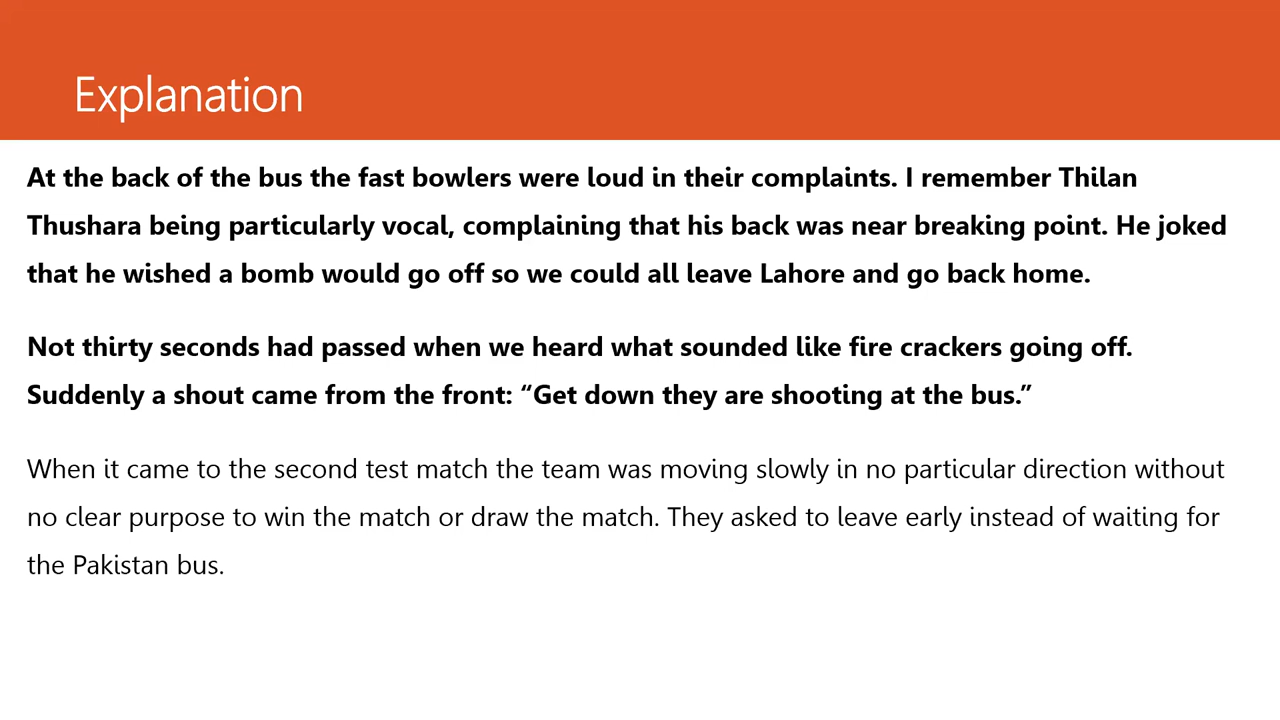 Explanation
At the back of the bus the fast bowlers were loud in their complaints. I remember Thilan
Thushara being particularly vocal, complaining that his back was near breaking point. He joked
that he wished a bomb would go off so we could all leave Lahore and go back home.
Not thirty seconds had passed when we heard what sounded like fire crackers going off.
Suddenly a shout came from the front: “Get down they are shooting at the bus.”
When it came to the second test match the team was moving slowly in no particular direction without
no clear purpose to win the match or draw the match. They asked to leave early instead of waiting for
the Pakistan bus.